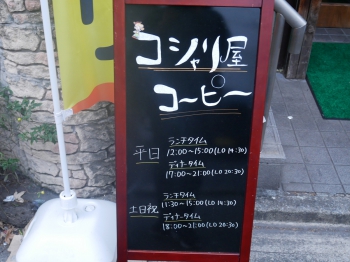 コシャリ屋
コーピー
平日
ランチタイム
12:00〜15:00(LO 14:30)
ディナータイム
17:00〜21:00(LO 20:30)
土日祝
ランチタイム
11:30〜15:00(LO 14:30)
ディナータイム
18:00〜21:00(LO 20:30)